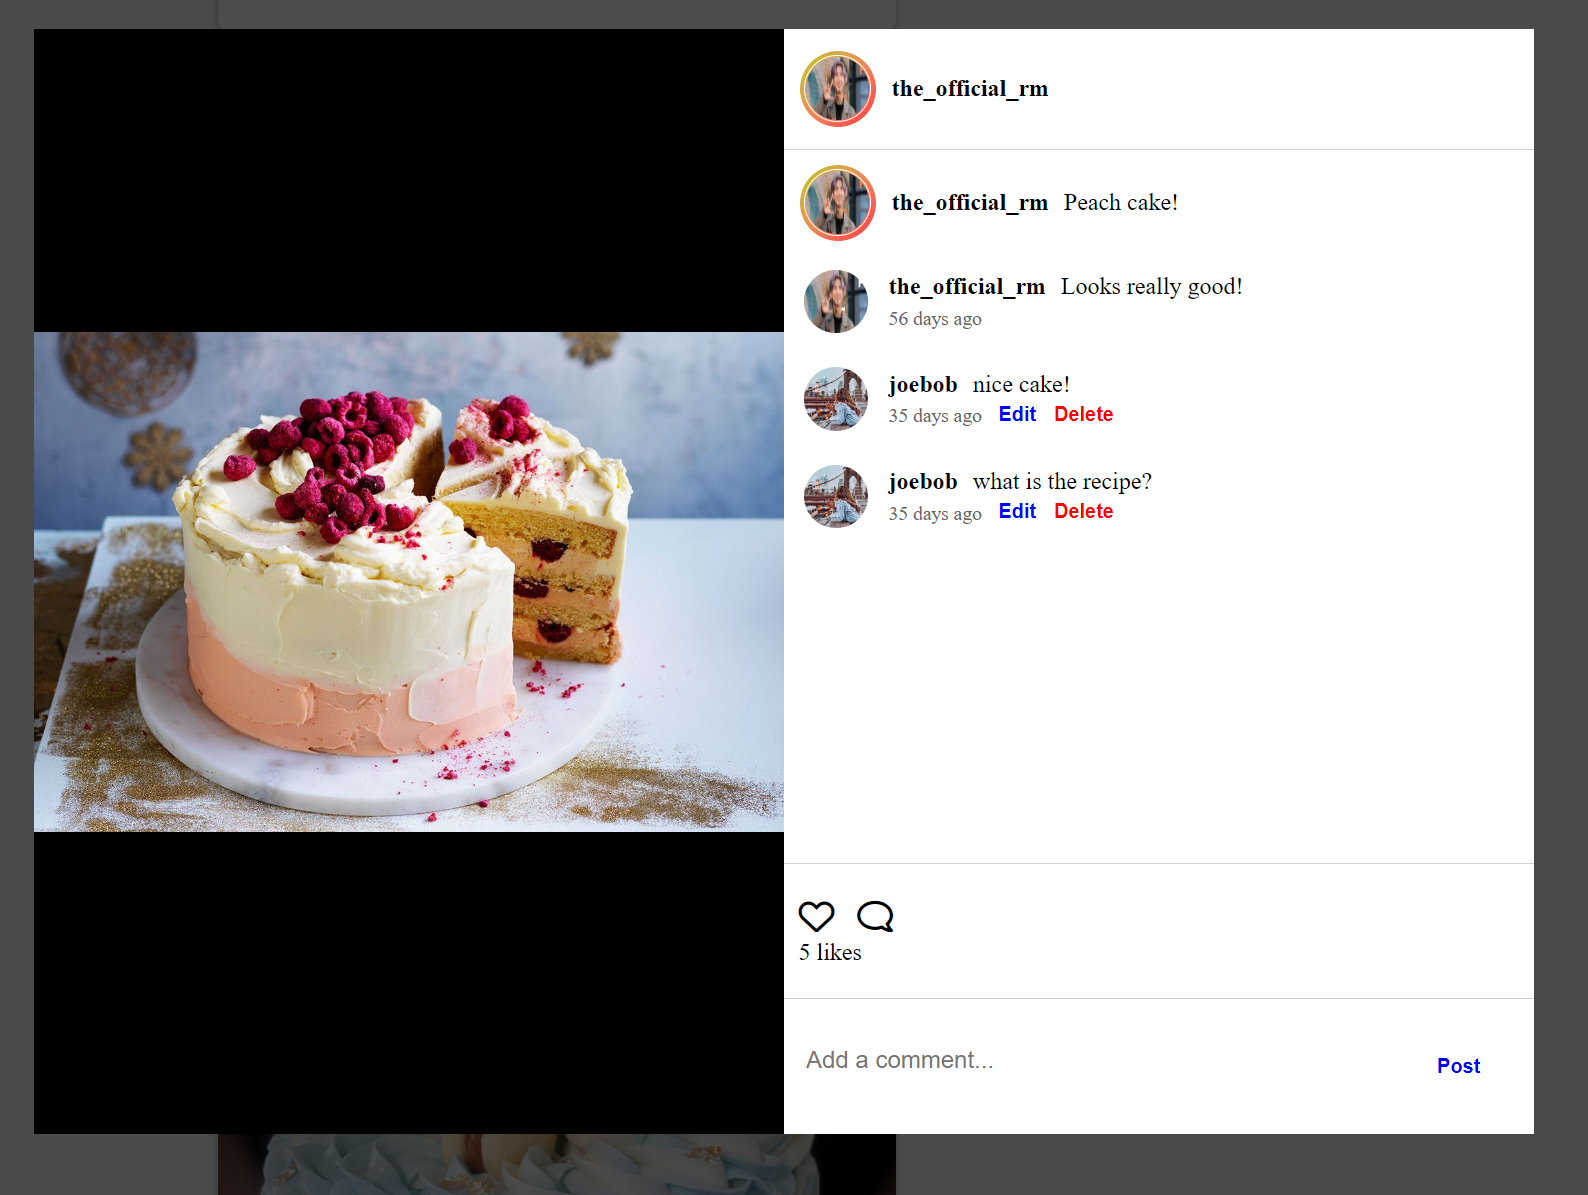 the_official_rm
the_official_rm Peach cake!
the_official_rm Looks really good!
56 days ago
joebob nice cake!
35 days ago Edit Delete
joebob what is the recipe?
35 days ago Edit Delete
5 likes
Add a comment...
Post